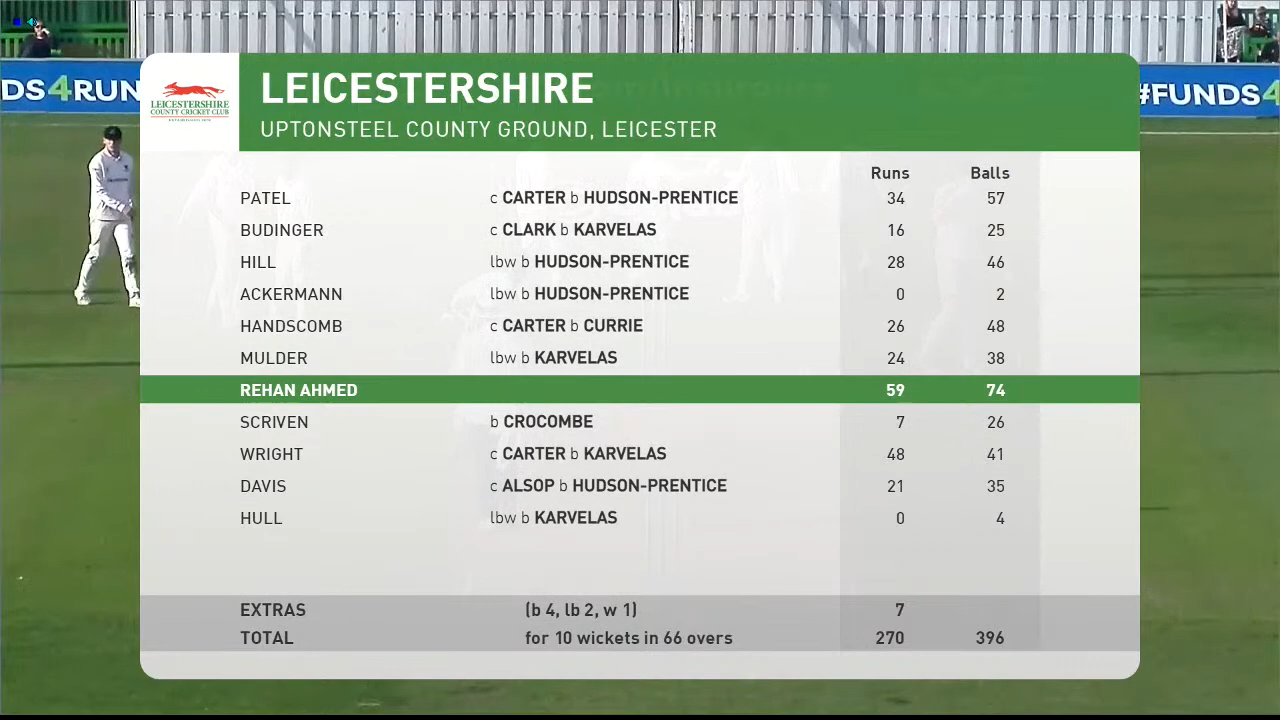 DS4RUN
#FUNDS4
LEICESTERSHIRE
COUNTY CRICKET CLUB
LEICESTERSHIRE
UPTONSTEEL COUNTY GROUND, LEICESTER
Runs Balls
PATEL c CARTER b HUDSON-PRENTICE 34 57
BUDINGER c CLARK b KARVELAS 16 25
HILL lbw b HUDSON-PRENTICE 28 46
ACKERMANN lbw b HUDSON-PRENTICE 0 2
HANDSCOMB c CARTER b CURRIE 26 48
MULDER lbw b KARVELAS 24 38
REHAN AHMED 59 74
SCRIVEN b CROCOMBE 7 26
WRIGHT c CARTER b KARVELAS 48 41
DAVIS c ALSOP b HUDSON-PRENTICE 21 35
HULL lbw b KARVELAS 0 4
EXTRAS (b 4, lb 2, w 1) 7
TOTAL for 10 wickets in 66 overs 270 396